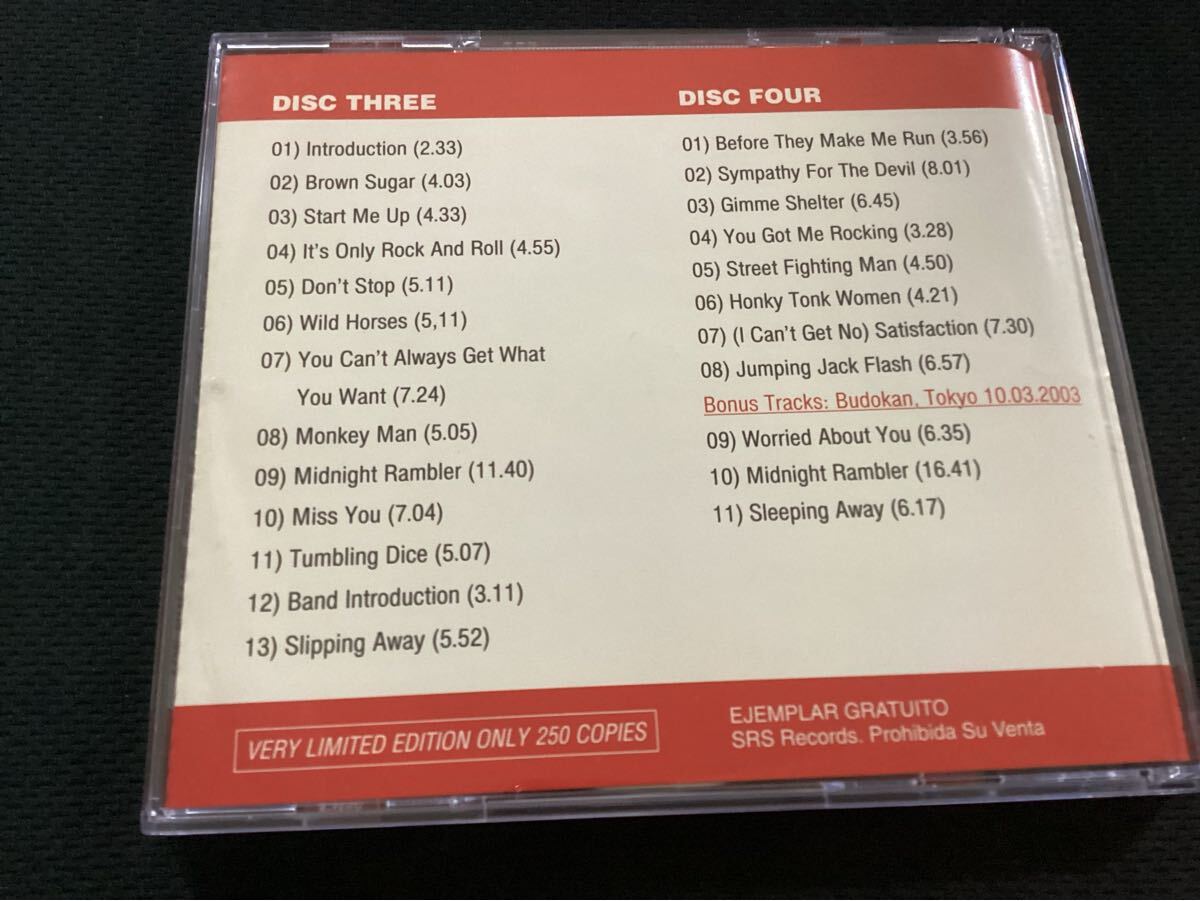 DISC THREE
01) Introduction (2.33)
02) Brown Sugar (4.03)
03) Start Me Up (4.33)
04) It's Only Rock And Roll (4.55)
05) Don't Stop (5.11)
06) Wild Horses (5,11)
07) You Can't Always Get What
You Want (7.24)
08) Monkey Man (5.05)
09) Midnight Rambler (11.40)
10) Miss You (7.04)
11) Tumbling Dice (5.07)
12) Band Introduction (3.11)
13) Slipping Away (5.52)
DISC FOUR
01) Before They Make Me Run (3.56)
02) Sympathy For The Devil (8.01)
03) Gimme Shelter (6.45)
04) You Got Me Rocking (3.28)
05) Street Fighting Man (4.50)
06) Honky Tonk Women (4.21)
07) (I Can't Get No) Satisfaction (7.30)
08) Jumping Jack Flash (6.57)
Bonus Tracks: Budokan, Tokyo 10.03.2003
09) Worried About You (6.35)
10) Midnight Rambler (16.41)
11) Sleeping Away (6.17)
VERY LIMITED EDITION ONLY 250 COPIES
EJEMPLAR GRATUITO
SRS Records. Prohibida Su Venta